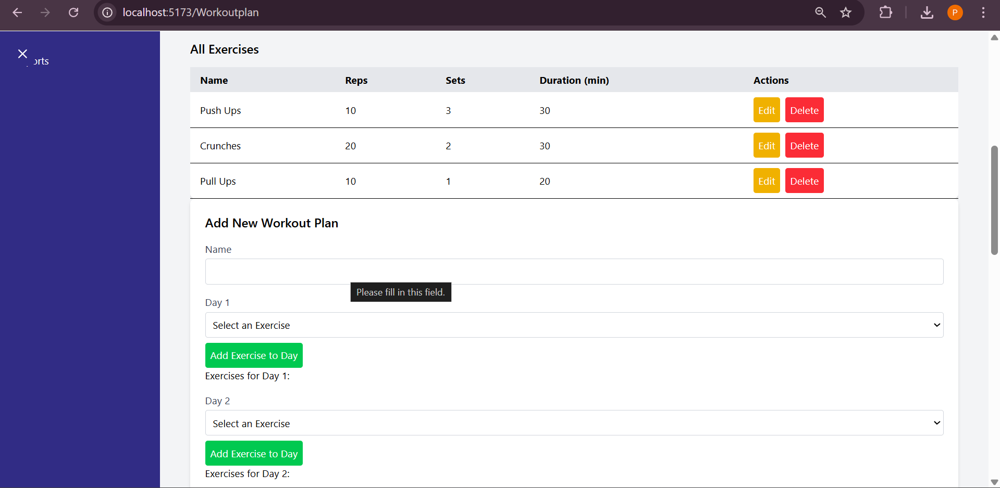 localhost:5173/Workoutplan
P
orts
All Exercises
Name Reps Sets Duration (min) Actions
Push Ups 10 3 30 Edit Delete
Crunches 20 2 30 Edit Delete
Pull Ups 10 1 20 Edit Delete
Add New Workout Plan
Name
Please fill in this field.
Day 1
Select an Exercise
Add Exercise to Day
Exercises for Day 1:
Day 2
Select an Exercise
Add Exercise to Day
Exercises for Day 2: